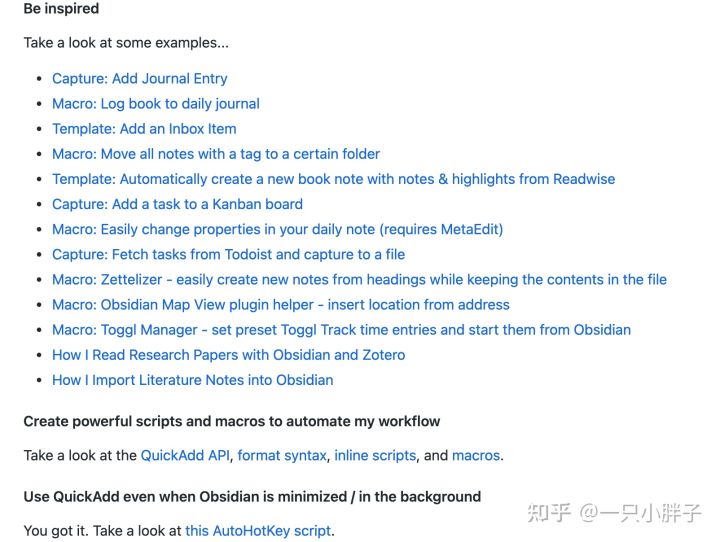 Be inspired
Take a look at some examples...
• Capture: Add Journal Entry
• Macro: Log book to daily journal
• Template: Add an Inbox Item
• Macro: Move all notes with a tag to a certain folder
• Template: Automatically create a new book note with notes & highlights from Readwise
• Capture: Add a task to a Kanban board
• Macro: Easily change properties in your daily note (requires MetaEdit)
• Capture: Fetch tasks from Todoist and capture to a file
• Macro: Zettelizer - easily create new notes from headings while keeping the contents in the file
• Macro: Obsidian Map View plugin helper - insert location from address
• Macro: Toggl Manager - set preset Toggl Track time entries and start them from Obsidian
• How I Read Research Papers with Obsidian and Zotero
• How I Import Literature Notes into Obsidian
Create powerful scripts and macros to automate my workflow
Take a look at the QuickAdd API, format syntax, inline scripts, and macros.
Use QuickAdd even when Obsidian is minimized / in the background
You got it. Take a look at this AutoHotKey script.
知乎 @一只小胖子